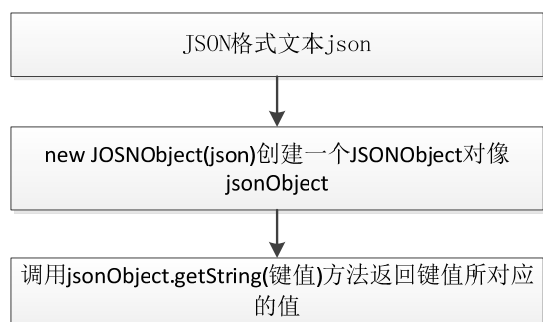 JSON格式文本json
new JOSNObject(json)创建一个JSONObject对像
jsonObject
调用jsonObject.getString(键值)方法返回键值所对应
的值